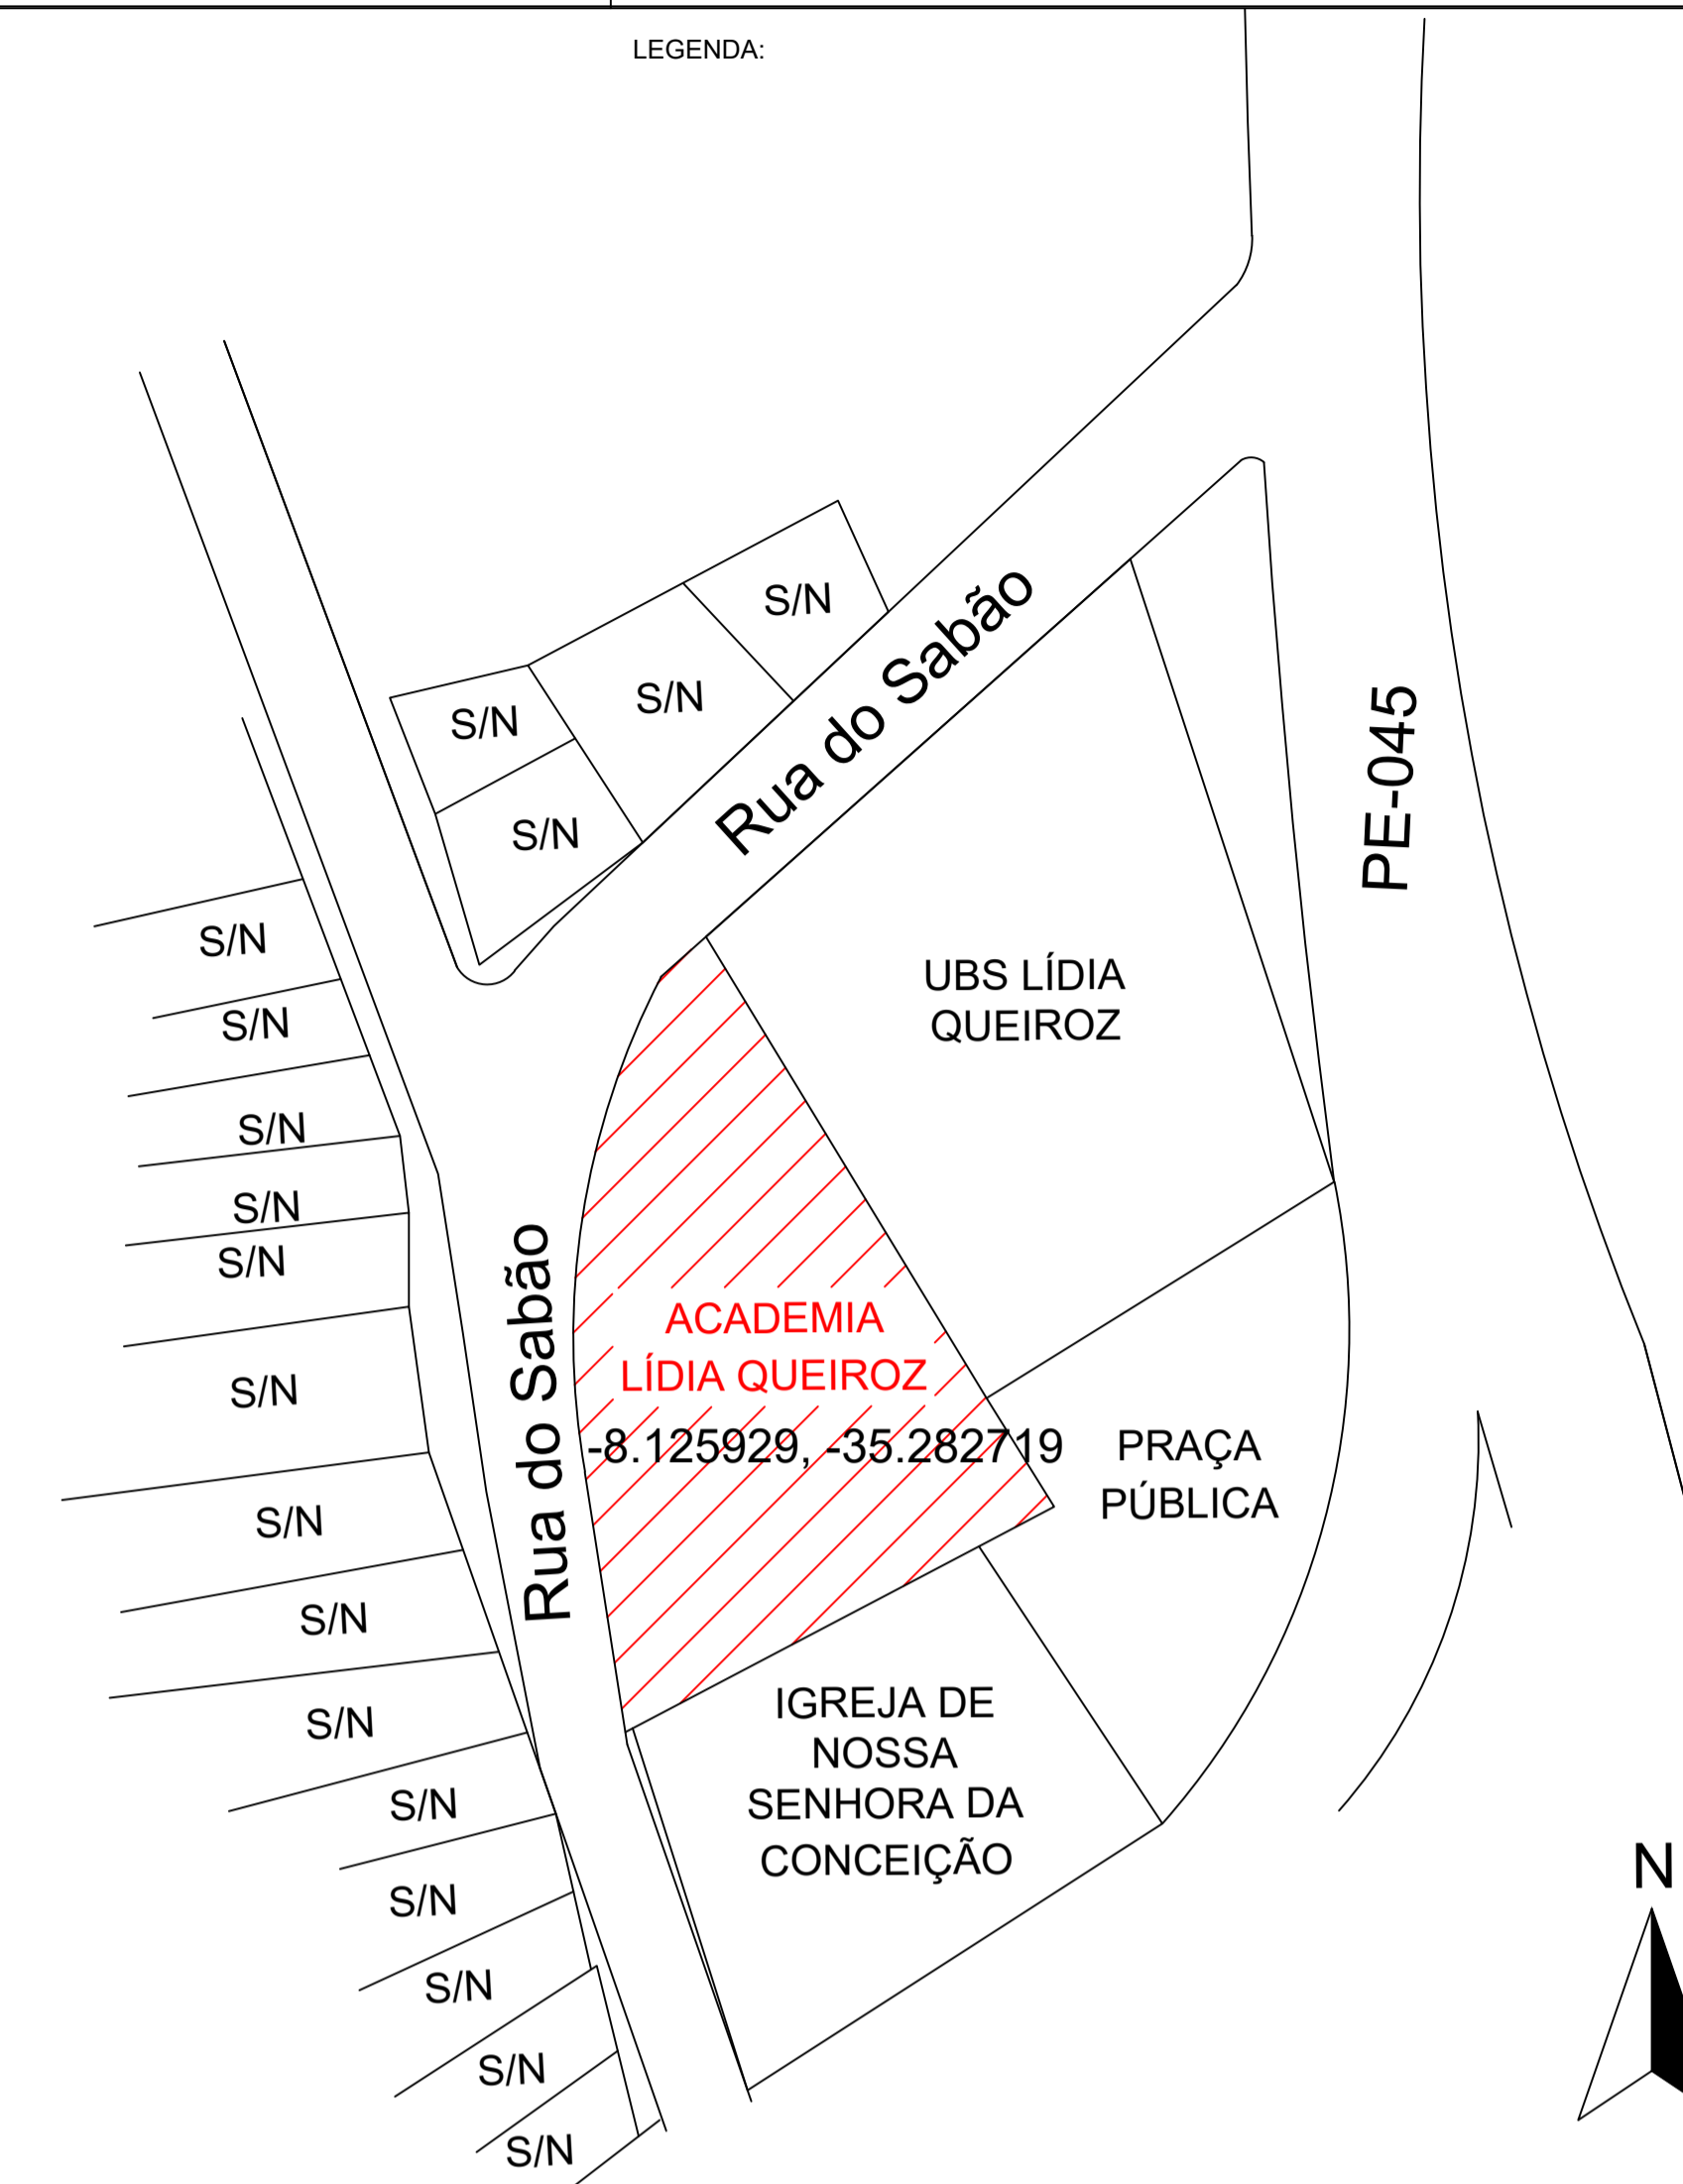 LEGENDA:
S/N
Rua do Sabão
S/N
S/N
PE-045
S/N
S/N
UBS LÍDIA
QUEIROZ
S/N
S/N
S/N
S/N
Rua do Sabão
ACADEMIA
LÍDIA QUEIROZ
-8.125929, -35.282719
PRAÇA
PÚBLICA
S/N
S/N
S/N
S/N
IGREJA DE
NOSSA
SENHORA DA
CONCEIÇÃO
S/N
S/N
S/N
S/N
S/N
N